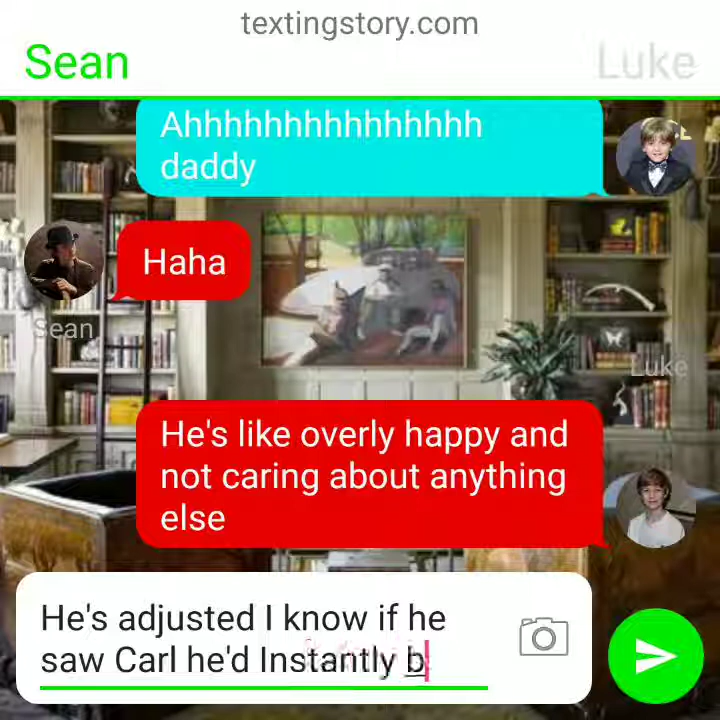 textingstory.com
Sean
Luke
Ahhhhhhhhhhhhhhh
daddy
Haha
Sean
Luke
He's like overly happy and
not caring about anything
else
He's adjusted I know if he
saw Carl he'd Instantly b